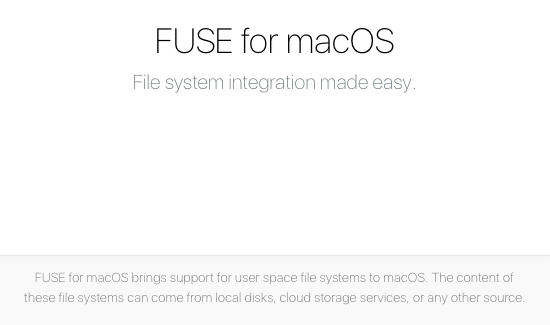 FUSE for macOS
File system integration made easy.
FUSE for macOS brings support for user space file systems to macOS. The content of
these file systems can come from local disks, cloud storage services, or any other source.